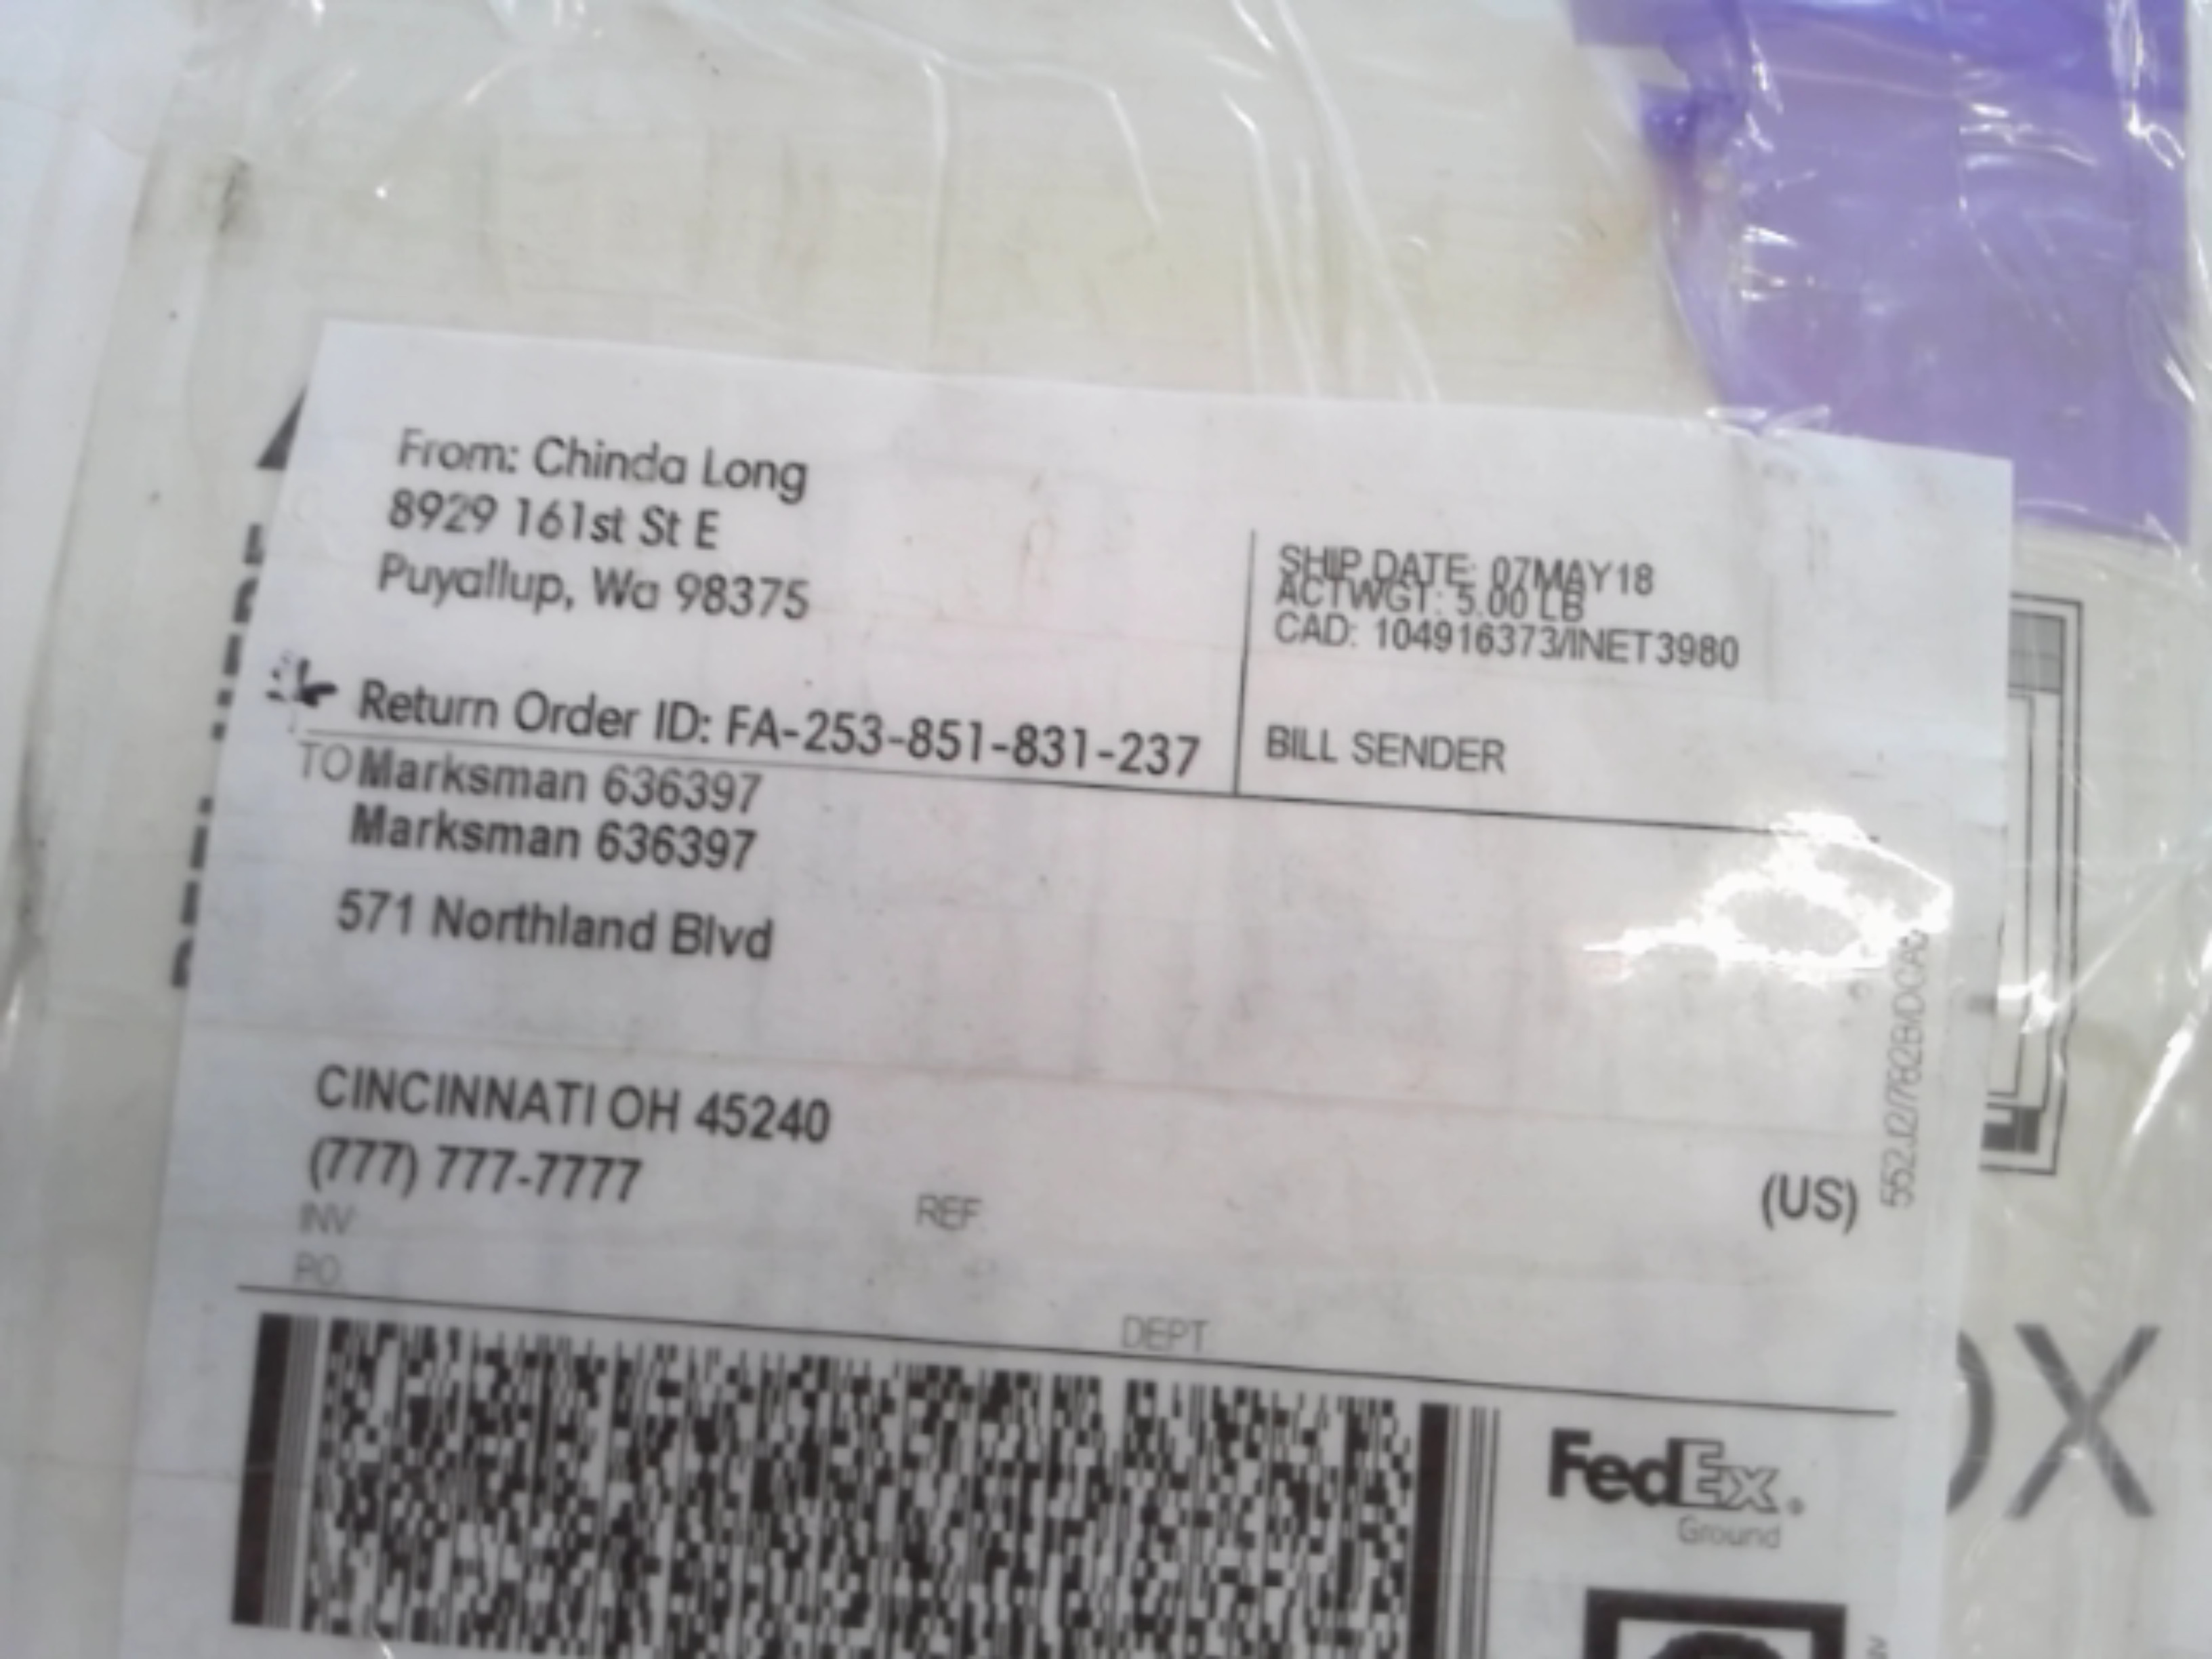 From: Chinda Long
8929 161st St E
Puyallup, Wa 98375
Return Order ID: FA-253-851-831-237
SHIP DATE: 07MAY18
ACTWGT: 5.00 LB
CAD: 104916373/INET3980
BILL SENDER
TO Marksman 636397
Marksman 636397
571 Northland Blvd
CINCINNATI OH 45240
(777) 777-7777
(US)
INV:
REF:
PO:
DEPT:
FedEx®
Ground